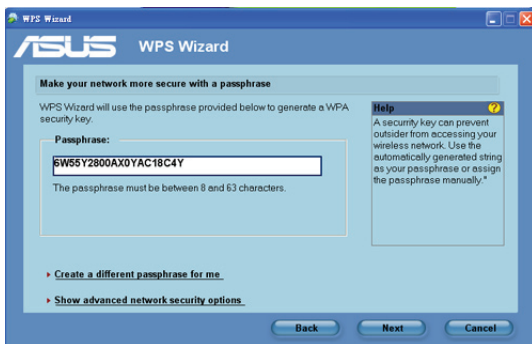 WPS Wizard
ASUS WPS Wizard
Make your network more secure with a passphrase
WPS Wizard will use the passphrase provided below to generate a WPA
security key.
Passphrase:
6W55Y2800AX0YAC18C4Y
The passphrase must be between 8 and 63 characters.
Create a different passphrase for me
Show advanced network security options
Help
?
A security key can prevent
outsider from accessing your
wireless network. Use the
automatically generated string
as your passphrase or assign
the passphrase manually."
Back Next Cancel